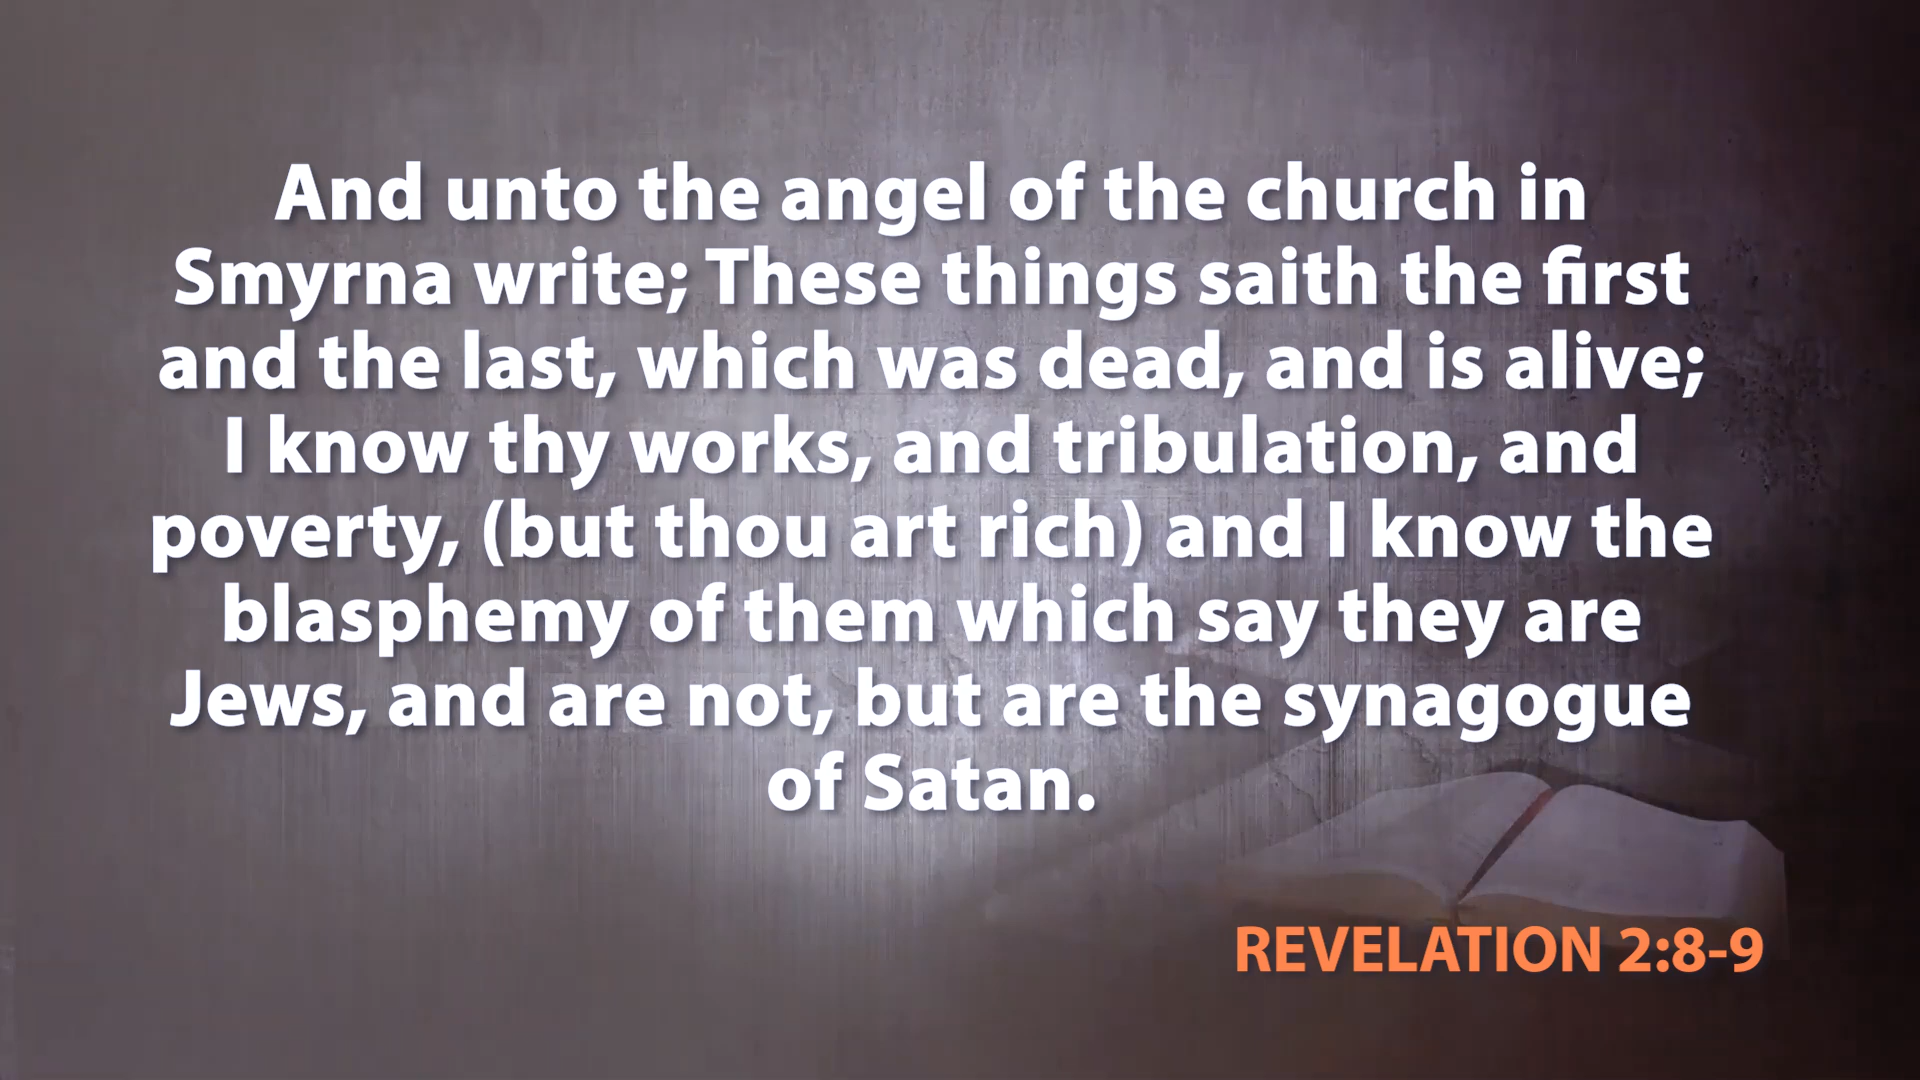 And unto the angel of the church in
Smyrna write; These things saith the first
and the last, which was dead, and is alive;
I know thy works, and tribulation, and
poverty, (but thou art rich) and I know the
blasphemy of them which say they are
Jews, and are not, but are the synagogue
of Satan.
REVELATION 2:8-9